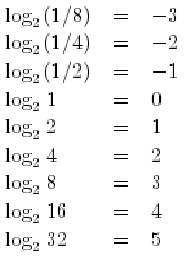 log₂ (1/8) = −3
log₂ (1/4) = −2
log₂ (1/2) = −1
log₂ 1 = 0
log₂ 2 = 1
log₂ 4 = 2
log₂ 8 = 3
log₂ 16 = 4
log₂ 32 = 5